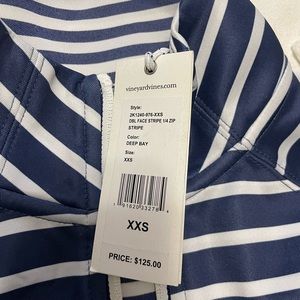 vineyardvines.com
Style:
2K1240-976-XXS
DBL FACE STRIPE 1/4 ZIP
STRIPE
Color:
DEEP BAY
Size:
XXS
XXS
PRICE: $125.00